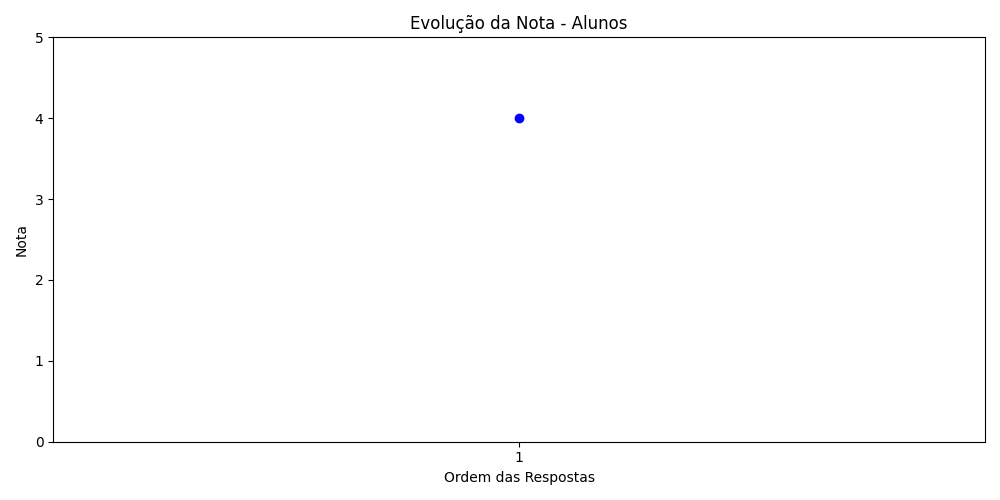 Evolução da Nota - Alunos
5
4
3
2
1
0
Nota
1
Ordem das Respostas